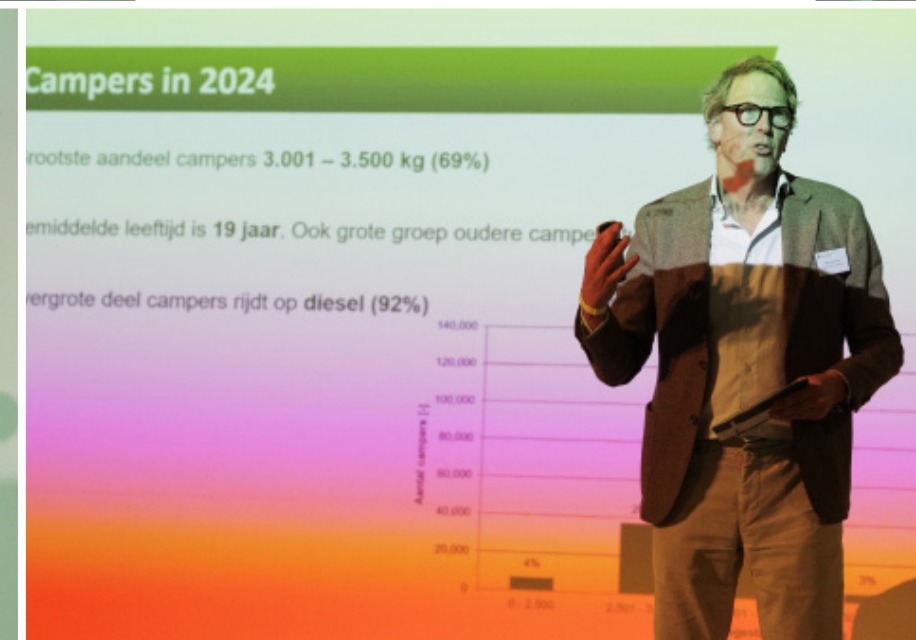 Campers in 2024
rootste aandeel campers 3.001 – 3.500 kg (69%)
emiddelde leeftijd is 19 jaar. Ook grote groep oudere campe
vergrote deel campers rijdt op diesel (92%)
140,000
120,000
100,000
80,000
60,000
40,000
20,000
0
Aantal campers [-]
4%
3%
0 - 2.500
2.501 - 3